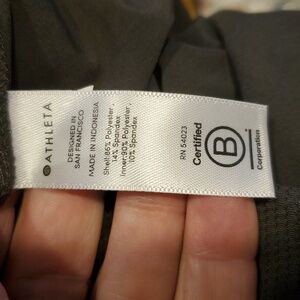 ATHLETA
DESIGNED IN
SAN FRANCISCO
MADE IN INDONESIA
Shell:86% Polyester,
14% Spandex
Inner:90% Polyester,
10% Spandex
RN 54023
Certified
B
Corporation